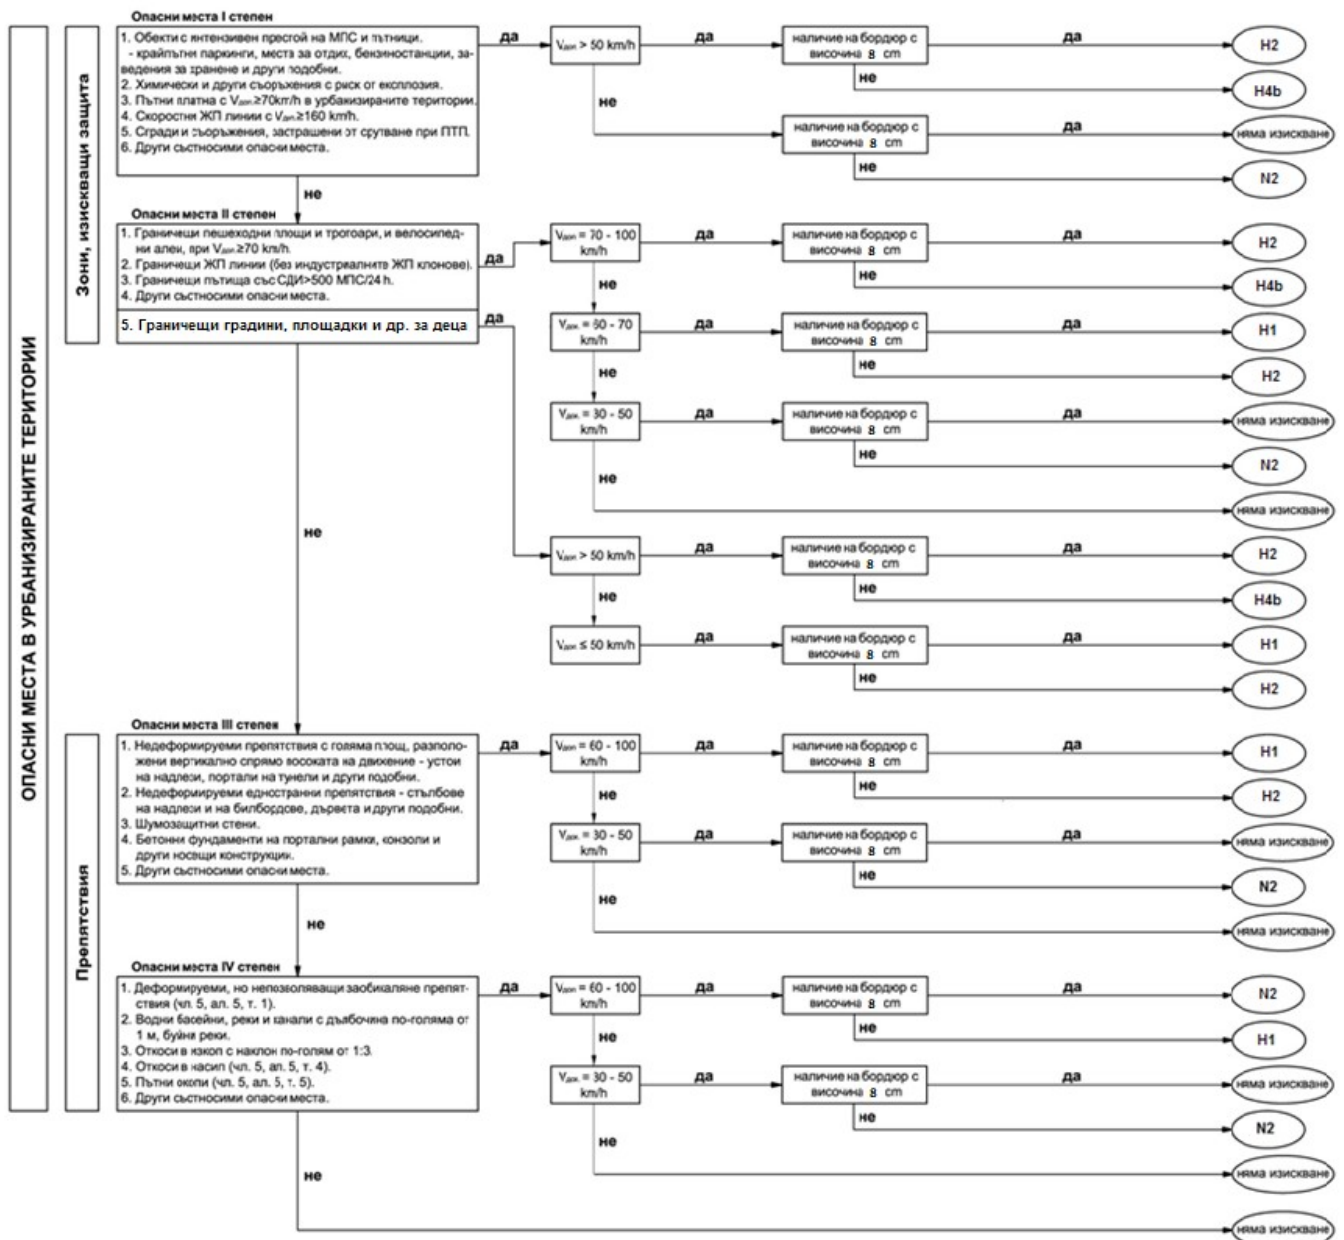 ОПАСНИ МЕСТА В УРБАНИЗИРАНИТЕ ТЕРИТОРИИ
Зони, изискващи защита
Опасни места I степен
1. Обекти с интензивен престой на МПС и пътници.
- крайпътни паркинги, места за отдих, бензиностанции, за-
ведения за хранене и други подобни.
2. Химически и други съоръжения с риск от експлозия.
3. Пътни платна с Vдоп.≥70km/h в урбанизираните територии.
4. Скоростни ЖП линии с Vдоп.≥160 km/h.
5. Сгради и съоръжения, застрашени от срутване при ПТП.
6. Други съотносими опасни места.
да
Vдоп > 50 km/h
да
наличие на бордюр с
височина 8 cm
да
H2
не
H4b
не
наличие на бордюр с
височина 8 cm
да
няма изискване
не
N2
не
Опасни места II степен
1. Граничещи пешеходни площи и тротоари, и велосипед-
ни алеи, при Vдоп.≥70 km/h.
2. Граничещи ЖП линии (без индустриалните ЖП клонове).
3. Граничещи пътища със СДИ>500 МПС/24 h.
4. Други съотносими опасни места.
5. Граничещи градини, площадки и др. за деца
да
да
Vдоп = 70 - 100
km/h
да
наличие на бордюр с
височина 8 cm
да
H2
не
H4b
не
Vдоп. = 60 - 70
km/h
да
наличие на бордюр с
височина 8 cm
да
H1
не
H2
не
Vдоп. = 30 - 50
km/h
да
наличие на бордюр с
височина 8 cm
да
няма изискване
не
N2
не
няма изискване
Vдоп > 50 km/h
да
наличие на бордюр с
височина 8 cm
да
H2
не
H4b
не
Vдоп ≤ 50 km/h
да
наличие на бордюр с
височина 8 cm
да
H1
не
H2
не
Препятствия
Опасни места III степен
1. Недеформируеми препятствия с голяма площ, разполо-
жени вертикално спрямо посоката на движение - устои
на надлези, портали на тунели и други подобни.
2. Недеформируеми едностранни препятствия - стълбове
на надлези и на билбордове, дървета и други подобни.
3. Шумозащитни стени.
4. Бетонни фундаменти на портални рамки, конзоли и
други носещи конструкции.
5. Други съотносими опасни места.
да
Vдоп = 60 - 100
km/h
да
наличие на бордюр с
височина 8 cm
да
H1
не
H2
не
Vдоп. = 30 - 50
km/h
да
наличие на бордюр с
височина 8 cm
да
няма изискване
не
N2
не
няма изискване
не
Опасни места IV степен
1. Деформируеми, но непозволяващи заобикаляне препят-
ствия (чл. 5, ал. 5, т. 1).
2. Водни басейни, реки и канали с дълбочина по-голяма от
1 м, буйни реки.
3. Откоси в изкоп с наклон по-голям от 1:3.
4. Откоси в насип (чл. 5, ал. 5, т. 4).
5. Пътни окопи (чл. 5, ал. 5, т. 5).
6. Други съотносими опасни места.
да
Vдоп = 60 - 100
km/h
да
наличие на бордюр с
височина 8 cm
да
N2
не
H1
не
Vдоп. = 30 - 50
km/h
да
наличие на бордюр с
височина 8 cm
да
няма изискване
не
N2
не
няма изискване
не
няма изискване